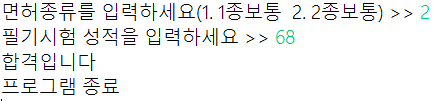 면허종류를 입력하세요(1. 1종보통  2. 2종보통) >> 2
필기시험 성적을 입력하세요 >> 68
합격입니다
프로그램 종료